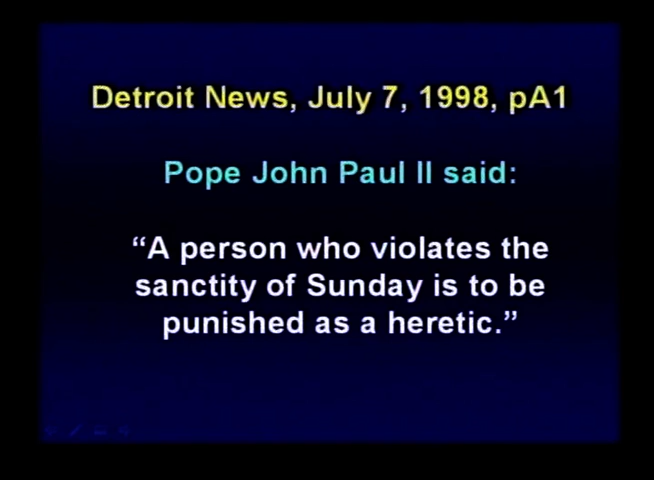 Detroit News, July 7, 1998, pA1
Pope John Paul II said:
“A person who violates the
sanctity of Sunday is to be
punished as a heretic.”